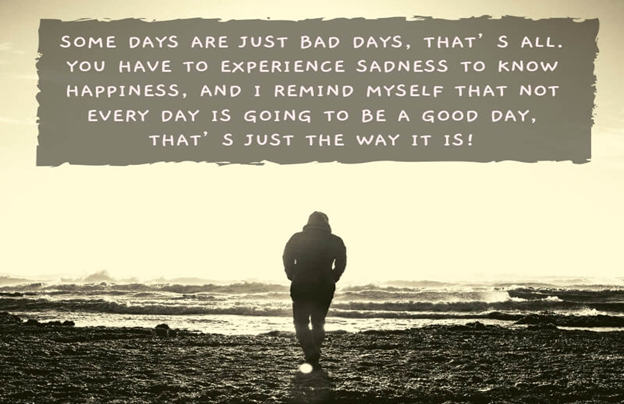 SOME DAYS ARE JUST BAD DAYS, THAT'S ALL.
YOU HAVE TO EXPERIENCE SADNESS TO KNOW
HAPPINESS, AND I REMIND MYSELF THAT NOT
EVERY DAY IS GOING TO BE A GOOD DAY,
THAT'S JUST THE WAY IT IS!